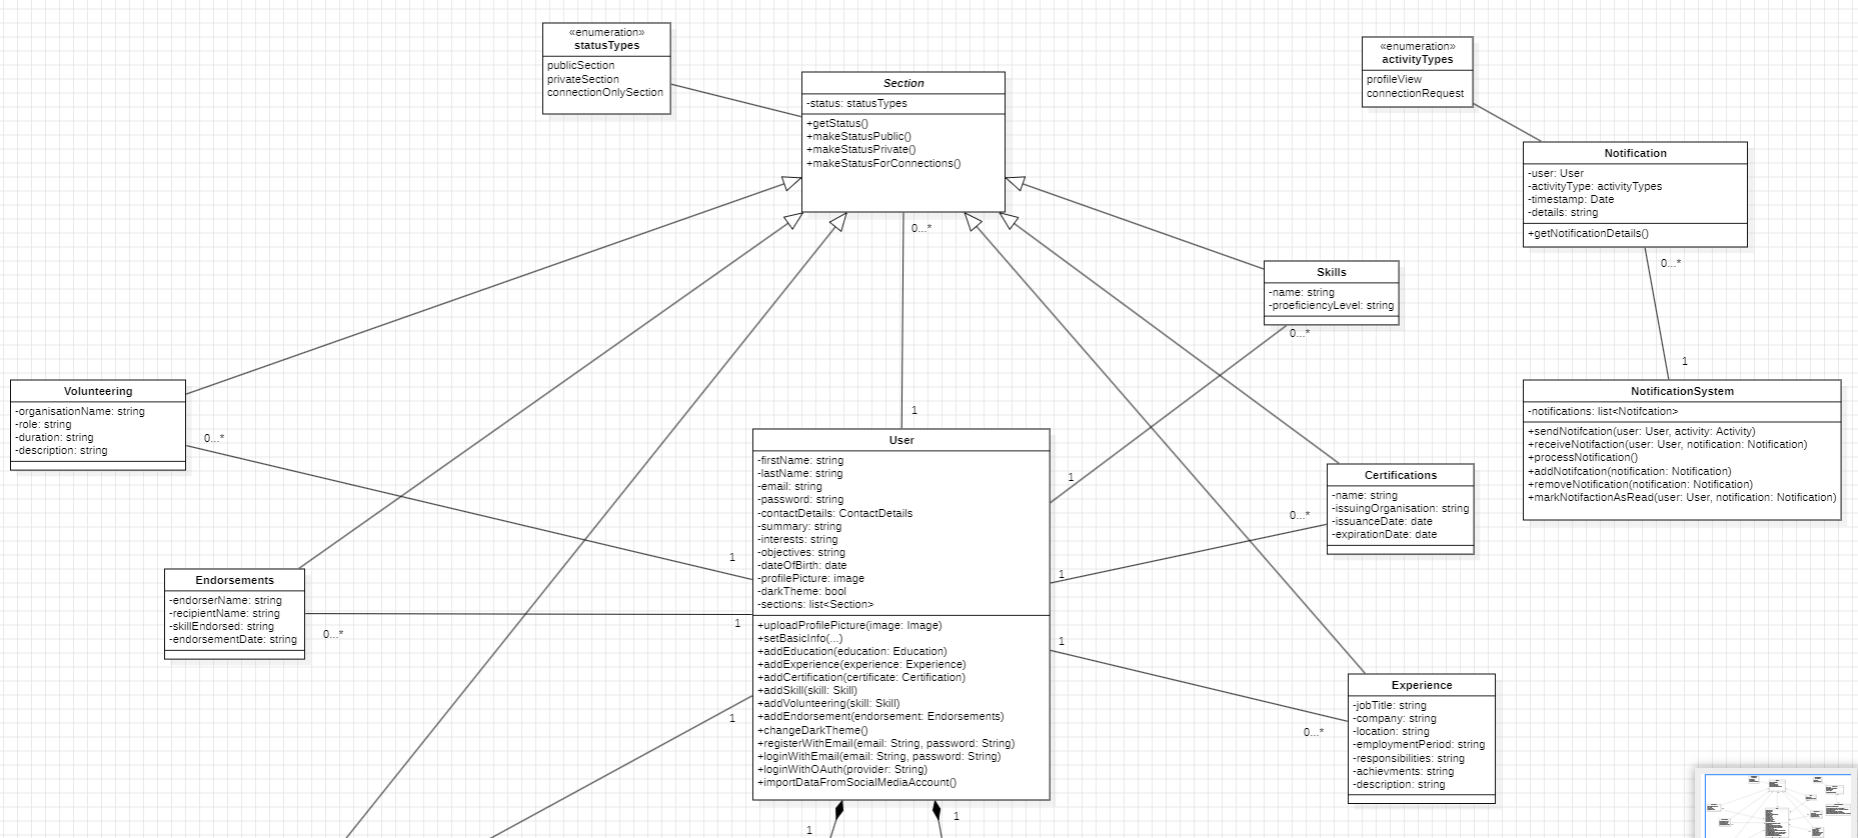 «enumeration»
statusTypes
publicSection
privateSection
connectionOnlySection
Section
-status: statusTypes
+getStatus()
+makeStatusPublic()
+makeStatusPrivate()
+makeStatusForConnections()
0...*
1
«enumeration»
activityTypes
profileView
connectionRequest
Notification
-user: User
-activityType: activityTypes
-timestamp: Date
-details: string
+getNotificationDetails()
0...*
1
Skills
-name: string
-proeficiencyLevel: string
0...*
1
Volunteering
-organisationName: string
-role: string
-duration: string
-description: string
0...*
1
NotificationSystem
-notifications: list<Notifcation>
+sendNotifcation(user: User, activity: Activity)
+receiveNotifaction(user: User, notification: Notification)
+processNotification()
+addNotifcation(notification: Notification)
+removeNotification(notification: Notification)
+markNotifactionAsRead(user: User, notification: Notification)
User
-firstName: string
-lastName: string
-email: string
-password: string
-contactDetails: ContactDetails
-summary: string
-interests: string
-objectives: string
-dateOfBirth: date
-profilePicture: image
-darkTheme: bool
-sections: list<Section>
+uploadProfilePicture(image: Image)
+setBasicInfo(...)
+addEducation(education: Education)
+addExperience(experience: Experience)
+addCertification(certificate: Certification)
+addSkill(skill: Skill)
+addVolunteering(skill: Skill)
+addEndorsement(endorsement: Endorsements)
+changeDarkTheme()
+registerWithEmail(email: String, password: String)
+loginWithEmail(email: String, password: String)
+loginWithOAuth(provider: String)
+importDataFromSocialMediaAccount()
Certifications
-name: string
-issuingOrganisation: string
-issuanceDate: date
-expirationDate: date
0...*
1
Endorsements
-endorserName: string
-recipientName: string
-skillEndorsed: string
-endorsementDate: string
0...*
1
Experience
-jobTitle: string
-company: string
-location: string
-employmentPeriod: string
-responsibilities: string
-achievments: string
-description: string
1
0...*
1
1
1